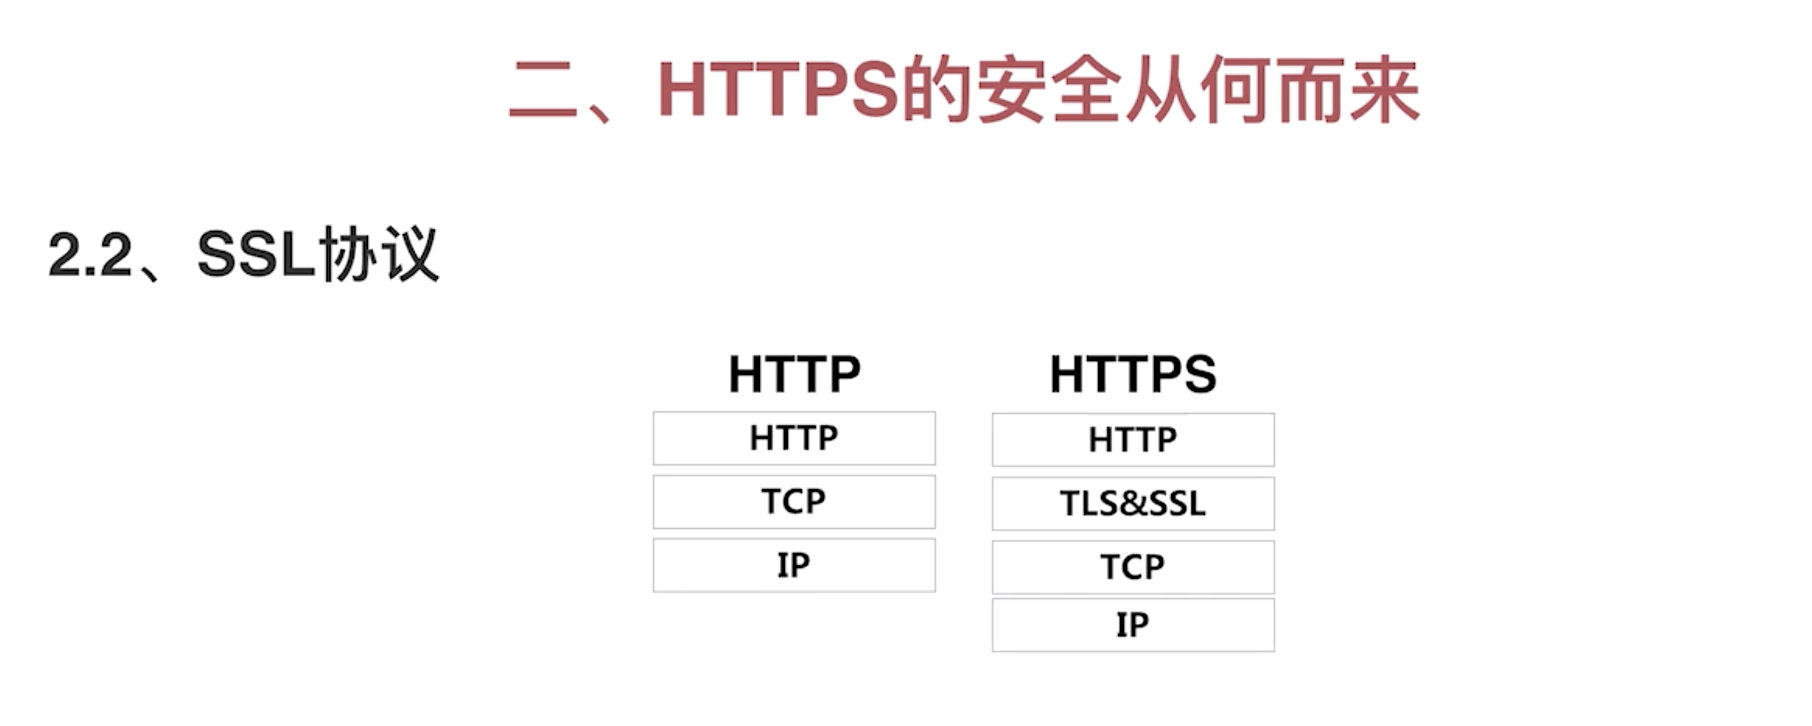 二、HTTPS的安全从何而来
2.2、SSL协议
HTTP
HTTP
TCP
IP
HTTPS
HTTP
TLS&SSL
TCP
IP